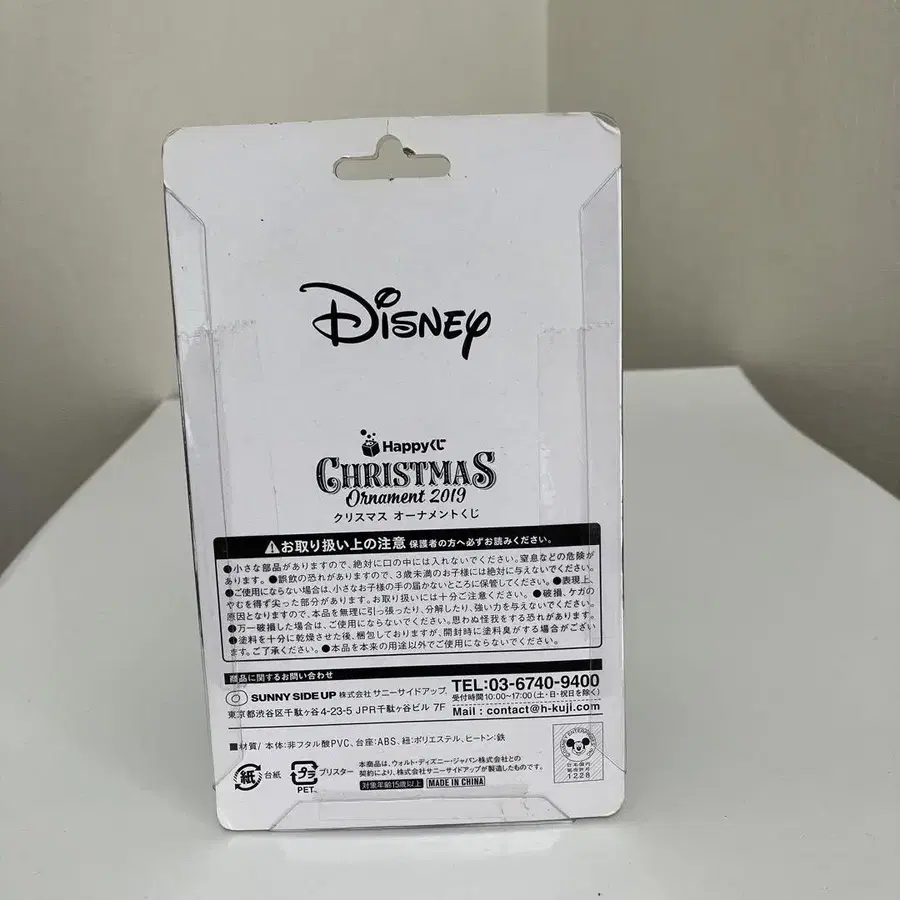 Disney
Happyくじ
CHRISTMAS
Ornament 2019
クリスマス オーナメントくじ
お取り扱い上の注意 保護者の方へ必ずお読みください。
●小さな部品がありますので、絶対に口の中には入れないでください。窒息などの危険が
あります。●誤飲の恐れがありますので、3歳未満のお子様には絶対に与えないでください。
●ご使用にならない場合は、小さなお子様の手の届かないところに保管してください。●表現上、
やむを得ず尖った部分があります。お取り扱いには十分ご注意ください。●破損、ケガの
原因となりますので、本品を無理に引っ張ったり、分解したり、強い力を与えないでください。
●万一破損した場合は、ご使用にならないでください。思わぬ怪我をする恐れがあります。
●塗料を十分に乾燥させた後、梱包しておりますが、開封時に塗料臭がする場合がござい
ます。ご了承ください。●本品を本来の用途以外でご使用にならないでください。
商品に関するお問い合わせ
SUNNY SIDE UP 株式会社 サニーサイドアップ
東京都渋谷区千駄ヶ谷4-23-5 JPR千駄ヶ谷ビル 7F
TEL:03-6740-9400
受付時間10:00~17:00(土・日・祝日を除く)
Mail : contact@h-kuji.com
■材質/ 本体:非フタル酸PVC、台座:ABS、紐:ポリエステル、ヒートン:鉄
紙 台紙 プラ ブリスター
PET
本商品は、ウォルト・ディズニー・ジャパン株式会社との
契約により、株式会社サニーサイドアップが製造したものです。
対象年齢15歳以上 MADE IN CHINA
1228